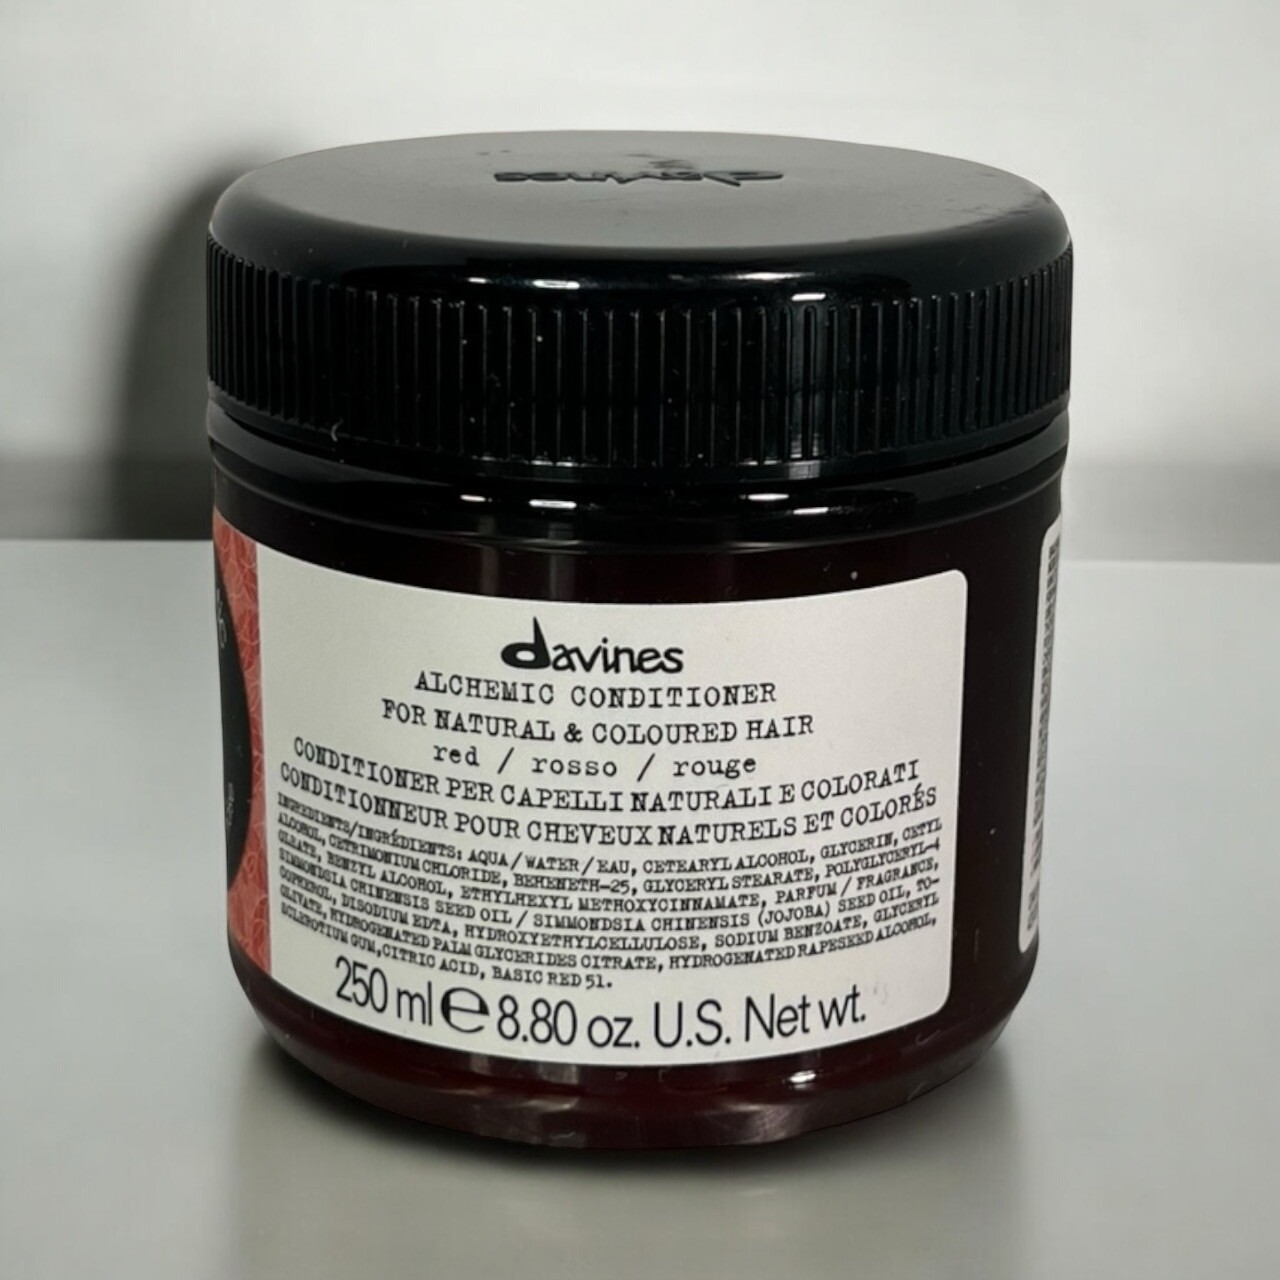 davines
davines
ALCHEMIC CONDITIONER
FOR NATURAL & COLOURED HAIR
red / rosso / rouge
CONDITIONER PER CAPELLI NATURALI E COLORATI
CONDITIONNEUR POUR CHEVEUX NATURELS ET COLORÉS
INGREDIENTS/INGRÉDIENTS: AQUA / WATER / EAU, CETEARYL ALCOHOL, GLYCERIN, CETYL
ALCOHOL, CETRIMONIUM CHLORIDE, BEHENETH-25, GLYCERYL STEARATE, POLYGLYCERYL-4
OLEATE, BENZYL ALCOHOL, ETHYLHEXYL METHOXYCINNAMATE, PARFUM / FRAGRANCE,
SIMMONDSIA CHINENSIS SEED OIL / SIMMONDSIA CHINENSIS (JOJOBA) SEED OIL, TO-
COPHEROL, DISODIUM EDTA, HYDROXYETHYLCELLULOSE, SODIUM BENZOATE, GLYCERYL
OLIVATE, HYDROGENATED PALM GLYCERIDES CITRATE, HYDROGENATED RAPESEED ALCOHOL,
SCLEROTIUM GUM, CITRIC ACID, BASIC RED 51.
250 ml e 8.80 oz. U.S. Net wt.